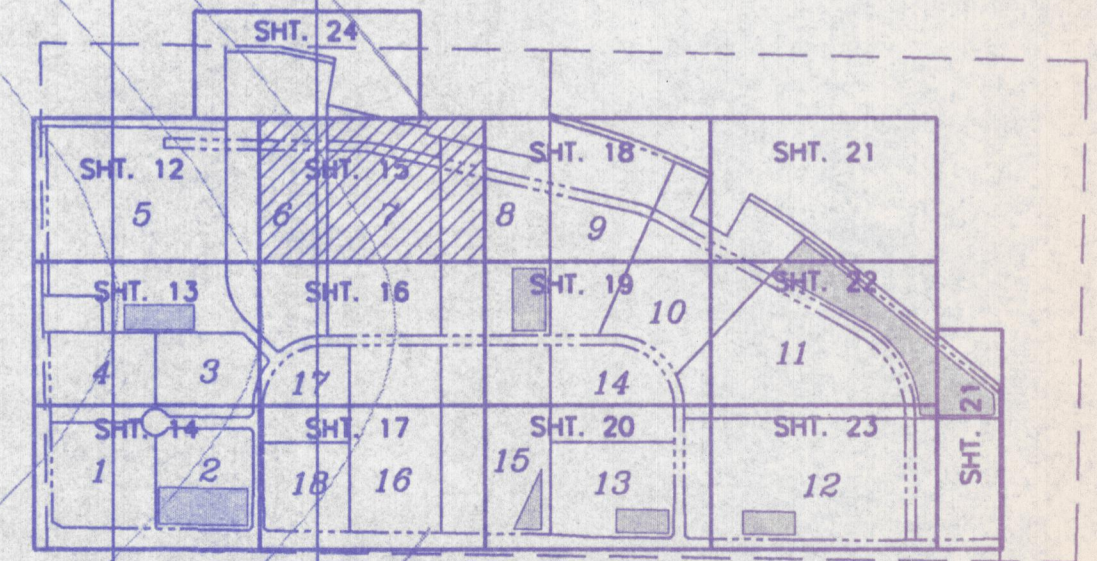 SHT. 24
SHT. 12
SHT. 15
SHT. 18
SHT. 21
5
6
7
8
9
SHT. 13
SHT. 16
SHT. 19
SHT. 22
10
4
3
17
14
11
SHT. 14
SHT. 17
SHT. 20
SHT. 23
SHT. 21
1
2
18
16
15
13
12